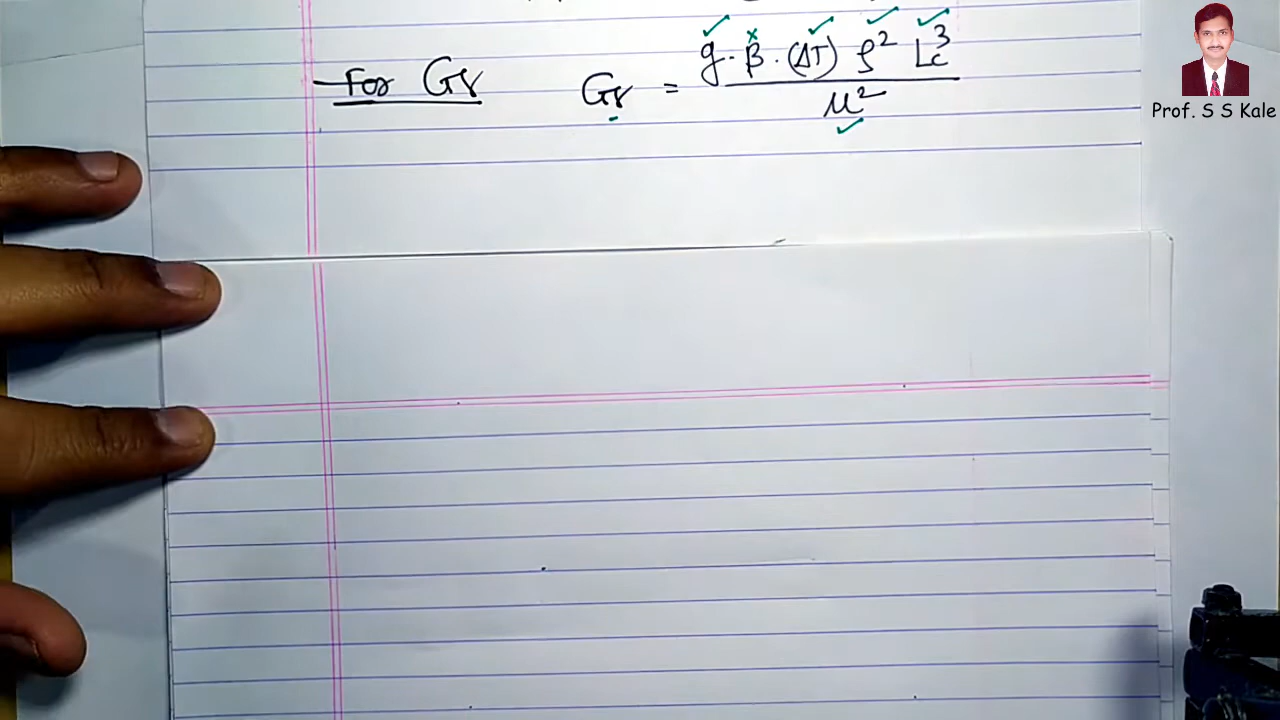 For Gr Gr = g · β · (ΔT) ρ² Lc³ / μ²
Prof. S S Kale